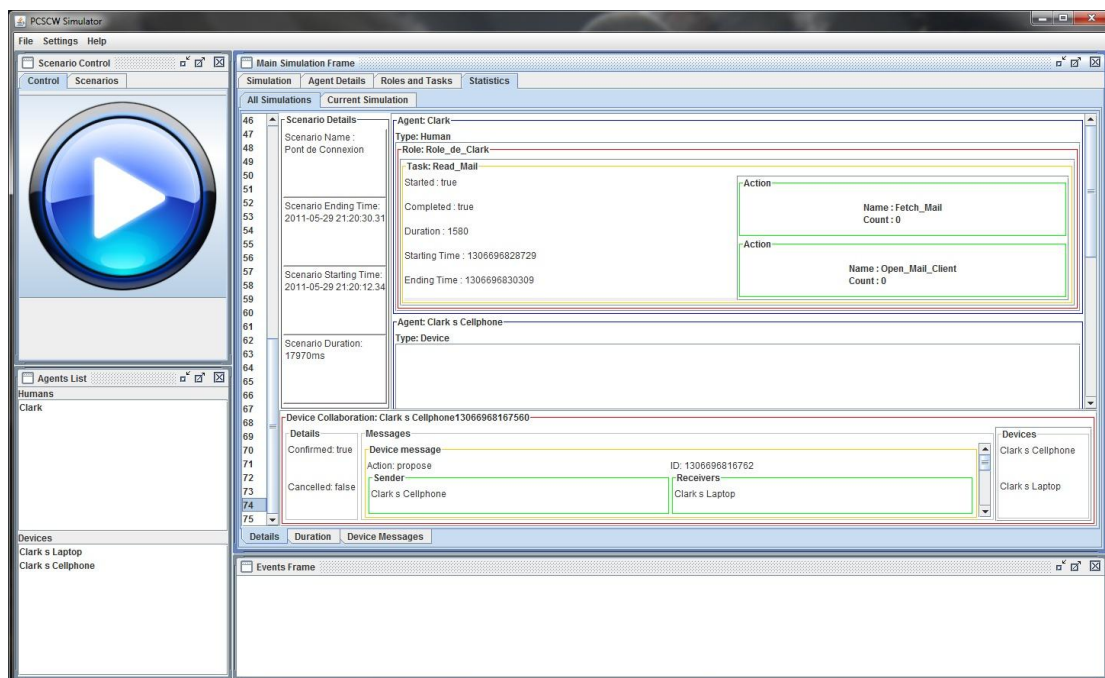 PCSCW Simulator
File Settings Help
Scenario Control
Control Scenarios
Agents List
Humans
Clark
Devices
Clark s Laptop
Clark s Cellphone
Main Simulation Frame
Simulation Agent Details Roles and Tasks Statistics
All Simulations Current Simulation
46
47
48
49
50
51
52
53
54
55
56
57
58
59
60
61
62
63
64
65
66
67
68
69
70
71
72
73
74
75
Scenario Details
Scenario Name :
Pont de Connexion
Scenario Ending Time:
2011-05-29 21:20:30.31
Scenario Starting Time:
2011-05-29 21:20:12.34
Scenario Duration:
17970ms
Agent: Clark
Type: Human
Role: Role_de_Clark
Task: Read_Mail
Started : true
Completed : true
Duration : 1580
Starting Time : 1306696828729
Ending Time : 1306696830309
Action
Name : Fetch_Mail
Count : 0
Action
Name : Open_Mail_Client
Count : 0
Agent: Clark s Cellphone
Type: Device
Device Collaboration: Clark s Cellphone13066968167560
Details
Confirmed: true
Cancelled: false
Messages
Device message
Action: propose ID: 1306696816762
Sender
Clark s Cellphone
Receivers
Clark s Laptop
Devices
Clark s Cellphone
Clark s Laptop
Details Duration Device Messages
Events Frame